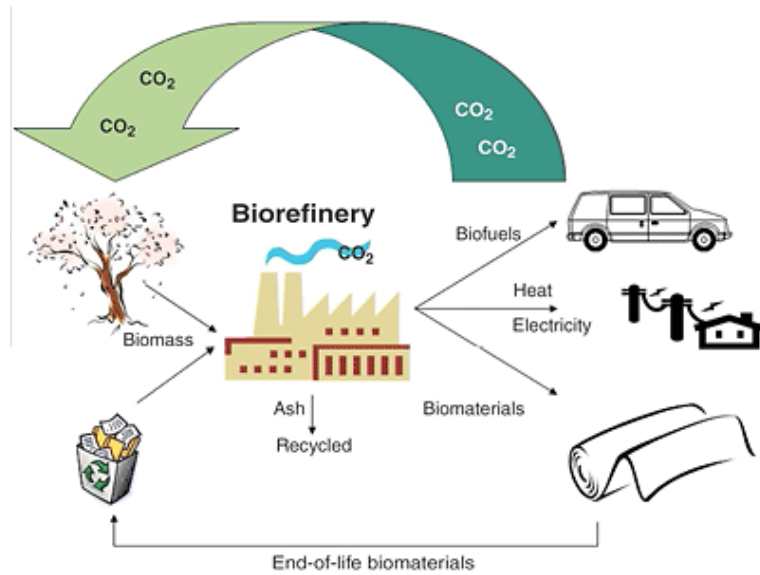 CO₂
CO₂
CO₂
CO₂
Biorefinery
CO₂
Biofuels
Heat
Electricity
Biomass
Ash
Recycled
Biomaterials
End-of-life biomaterials